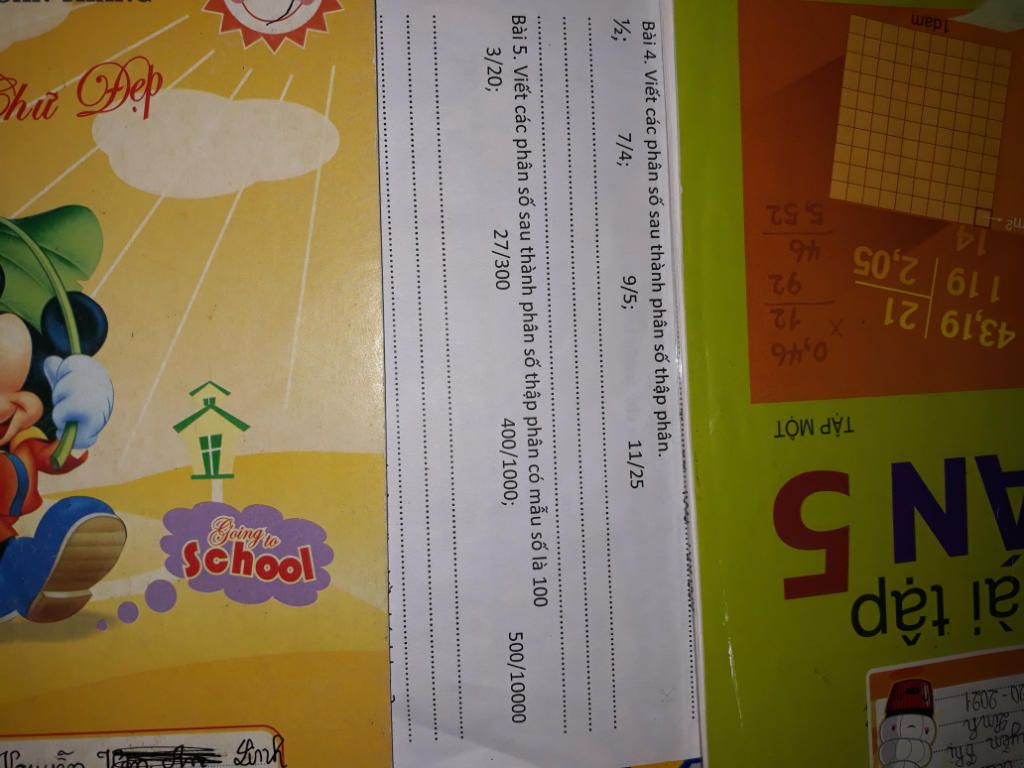 Bài 4. Viết các phân số sau thành phân số thập phân.
½; 7/4; 9/5; 11/25
Bài 5. Viết các phân số sau thành phân số thập phân có mẫu số là 100
3/20; 27/300 400/1000; 500/10000
Chữ Đẹp
Going to
School
Linh
1dam
43,19 21
119 2,05
14
0,46
x 12
92
46
5,52
TẬP MỘT
5
ài tập
Linh